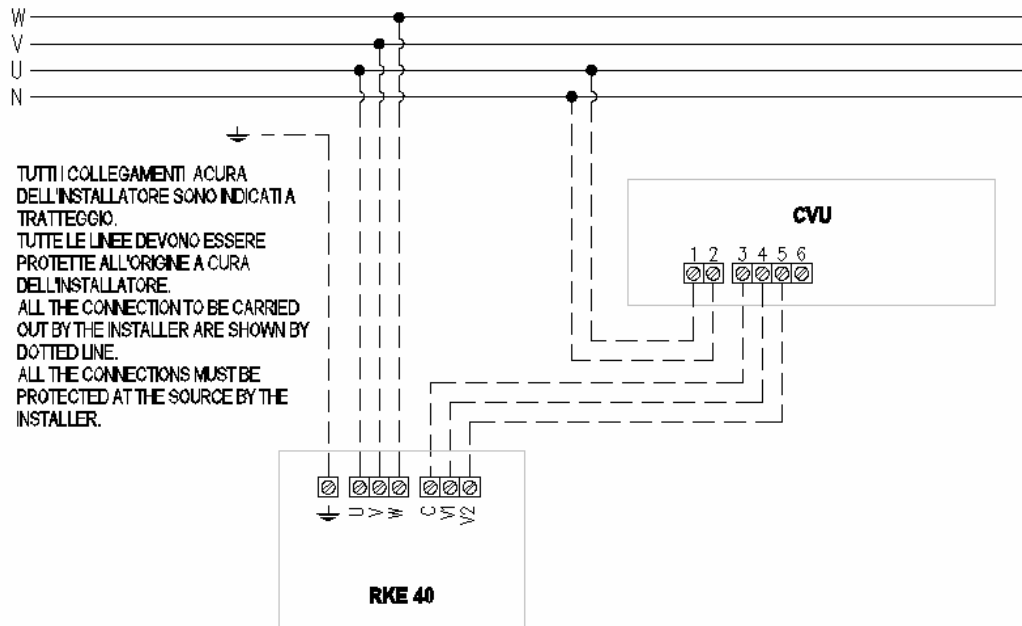 W
V
U
N
TUTTI I COLLEGAMENTI ACURA
DELL'INSTALLATORE SONO INDICATI A
TRATTEGGIO.
TUTTE LE LINEE DEVONO ESSERE
PROTETTE ALL'ORIGINE A CURA
DELL'INSTALLATORE.
ALL THE CONNECTION TO BE CARRIED
OUT BY THE INSTALLER ARE SHOWN BY
DOTTED LINE.
ALL THE CONNECTIONS MUST BE
PROTECTED AT THE SOURCE BY THE
INSTALLER.
CVU
1 2 3 4 5 6
U V W C V1 V2
RKE 40